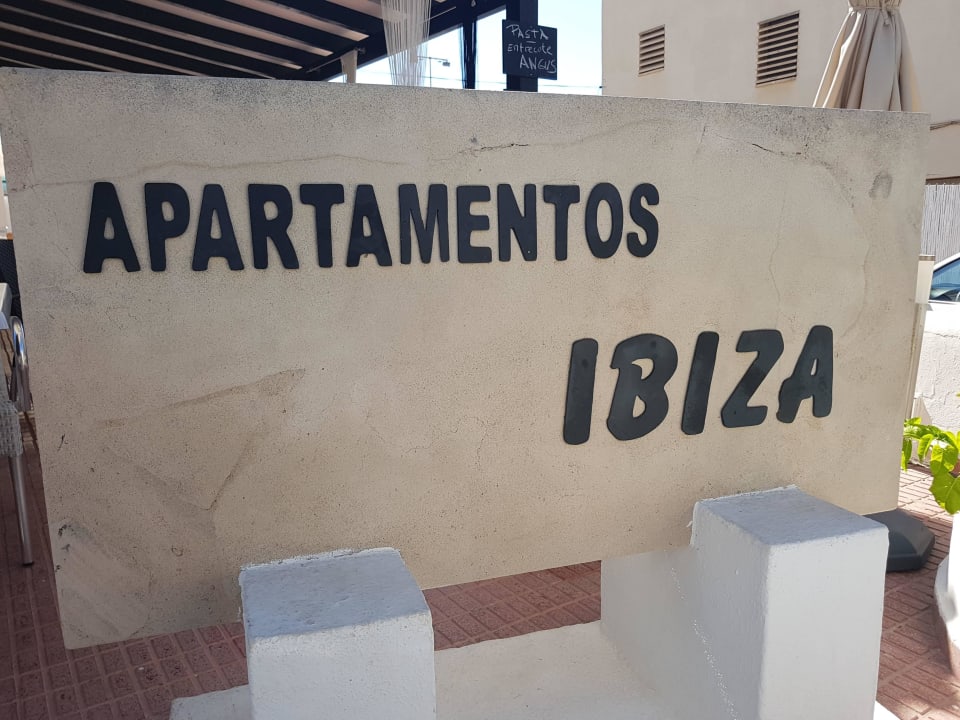 PASTA
entrecote
ANGUS
APARTAMENTOS
IBIZA